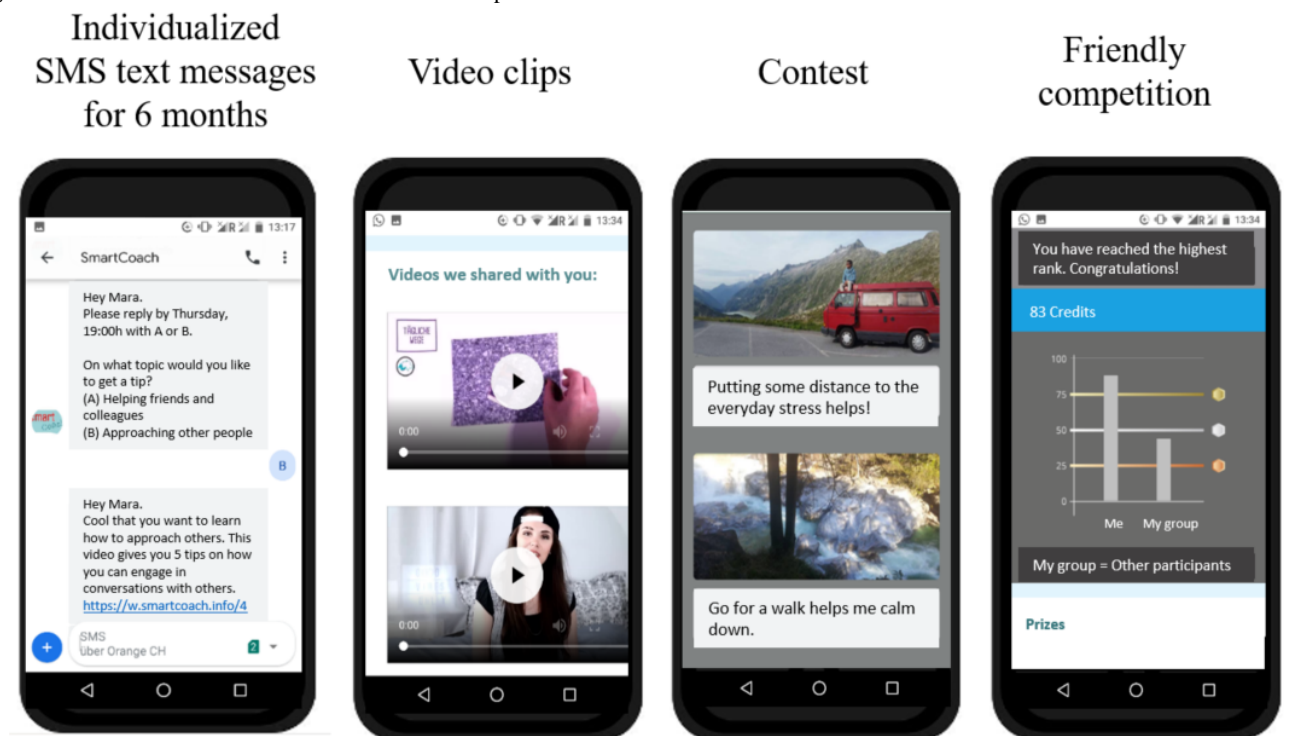 Individualized
SMS text messages
for 6 months
Video clips
Contest
Friendly
competition
13:17
SmartCoach
Hey Mara.
Please reply by Thursday,
19:00h with A or B.
On what topic would you like
to get a tip?
(A) Helping friends and
colleagues
(B) Approaching other people
B
Hey Mara.
Cool that you want to learn
how to approach others. This
video gives you 5 tips on how
you can engage in
conversations with others.
https://w.smartcoach.info/4
SMS
über Orange CH
2
R
13:34
Videos we shared with you:
TÄGLICHE
WEGE
0:00
0:00
Putting some distance to the
everyday stress helps!
Go for a walk helps me calm
down.
R
13:34
You have reached the highest
rank. Congratulations!
83 Credits
100
75
50
25
0
Me My group
My group = Other participants
Prizes